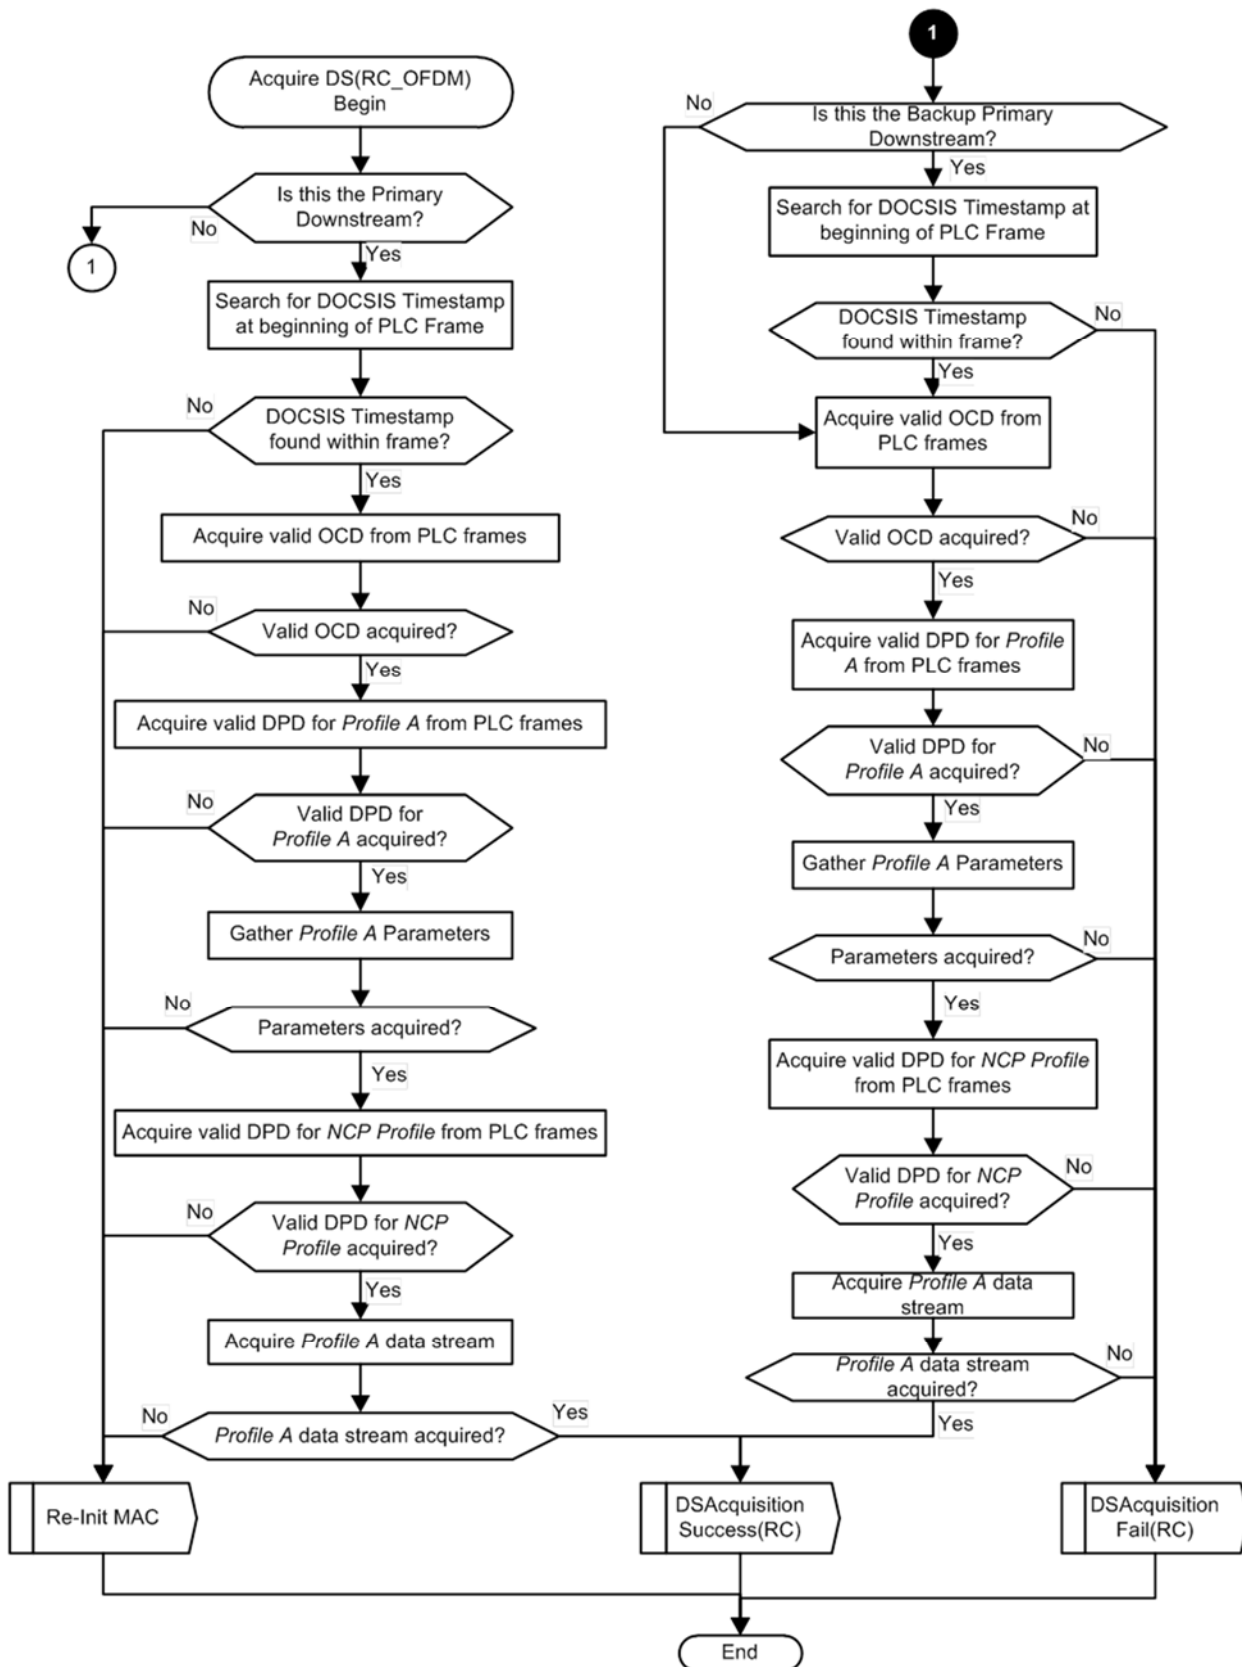 Acquire DS(RC_OFDM)
Begin
Is this the Primary
Downstream?
No
Yes
1
Search for DOCSIS Timestamp
at beginning of PLC Frame
No
DOCSIS Timestamp
found within frame?
Yes
Acquire valid OCD from PLC frames
No
Valid OCD acquired?
Yes
Acquire valid DPD for Profile A from PLC frames
No
Valid DPD for
Profile A acquired?
Yes
Gather Profile A Parameters
No
Parameters acquired?
Yes
Acquire valid DPD for NCP Profile from PLC frames
No
Valid DPD for NCP
Profile acquired?
Yes
Acquire Profile A data stream
No
Profile A data stream acquired?
Yes
Re-Init MAC
1
No
Is this the Backup Primary
Downstream?
Yes
Search for DOCSIS Timestamp at
beginning of PLC Frame
DOCSIS Timestamp
found within frame?
No
Yes
Acquire valid OCD from
PLC frames
Valid OCD acquired?
No
Yes
Acquire valid DPD for Profile
A from PLC frames
Valid DPD for
Profile A acquired?
No
Yes
Gather Profile A Parameters
Parameters acquired?
No
Yes
Acquire valid DPD for NCP Profile
from PLC frames
Valid DPD for NCP
Profile acquired?
No
Yes
Acquire Profile A data
stream
Profile A data stream
acquired?
No
Yes
DSAcquisition
Success(RC)
DSAcquisition
Fail(RC)
End